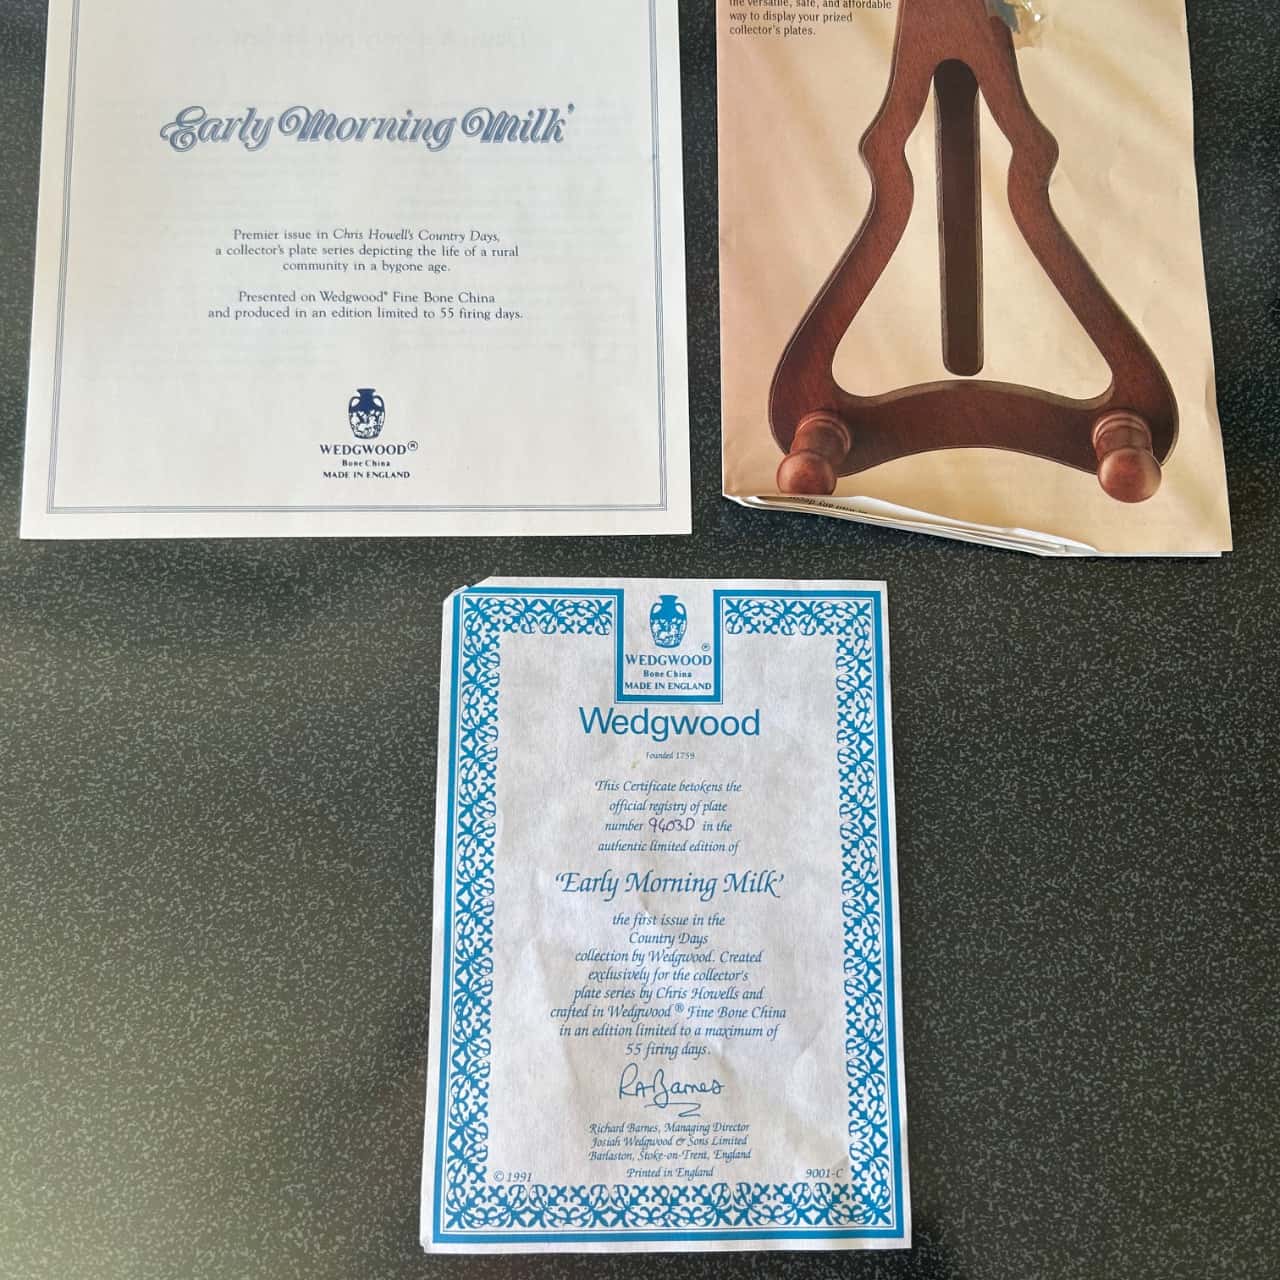 'Early Morning Milk'
Premier issue in Chris Howell's Country Days,
a collector's plate series depicting the life of a rural
community in a bygone age.
Presented on Wedgwood® Fine Bone China
and produced in an edition limited to 55 firing days.
WEDGWOOD®
Bone China
MADE IN ENGLAND
the versatile, safe, and affordable
way to display your prized
collector's plates.
WEDGWOOD®
Bone China
MADE IN ENGLAND
Wedgwood
Founded 1759
This Certificate betokens the
official registry of plate
number 9403D in the
authentic limited edition of
'Early Morning Milk'
the first issue in the
Country Days
collection by Wedgwood. Created
exclusively for the collector's
plate series by Chris Howells and
crafted in Wedgwood® Fine Bone China
in an edition limited to a maximum of
55 firing days.
RABarnes
Richard Barnes, Managing Director
Josiah Wedgwood & Sons Limited
Barlaston, Stoke-on-Trent, England
Printed in England
© 1991
9001-C